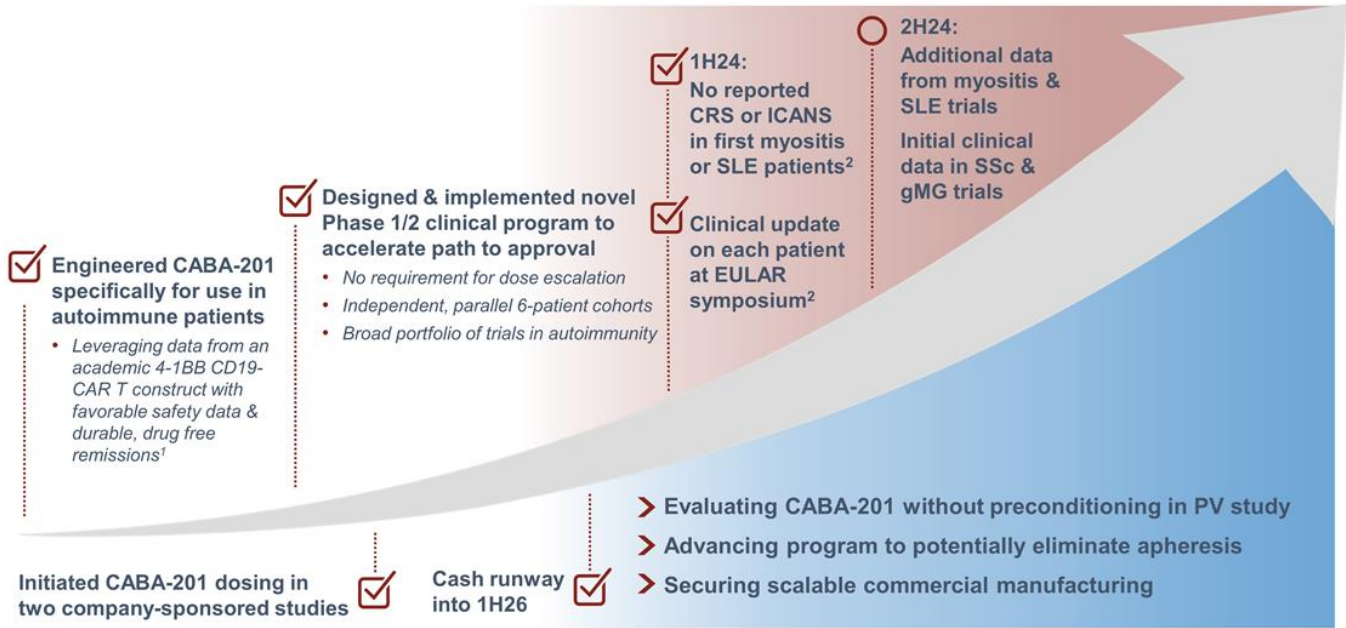 Engineered CABA-201
specifically for use in
autoimmune patients
• Leveraging data from an
academic 4-1BB CD19-
CAR T construct with
favorable safety data &
durable, drug free
remissions1
Designed & implemented novel
Phase 1/2 clinical program to
accelerate path to approval
• No requirement for dose escalation
• Independent, parallel 6-patient cohorts
• Broad portfolio of trials in autoimmunity
1H24:
No reported
CRS or ICANS
in first myositis
or SLE patients2
Clinical update
on each patient
at EULAR
symposium2
2H24:
Additional data
from myositis &
SLE trials
Initial clinical
data in SSc &
gMG trials
Initiated CABA-201 dosing in
two company-sponsored studies
Cash runway
into 1H26
Evaluating CABA-201 without preconditioning in PV study
Advancing program to potentially eliminate apheresis
Securing scalable commercial manufacturing